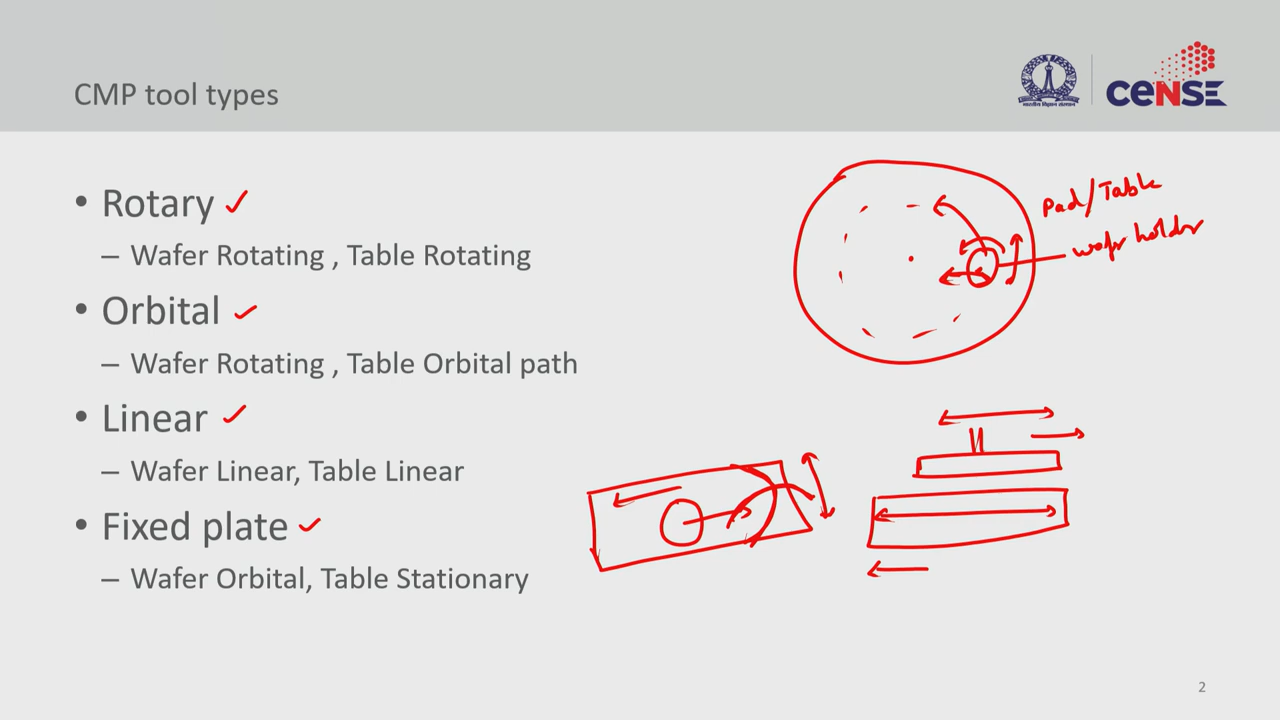 CMP tool types
ceNSE
• Rotary ✓
– Wafer Rotating , Table Rotating
• Orbital ✓
– Wafer Rotating , Table Orbital path
• Linear ✓
– Wafer Linear, Table Linear
• Fixed plate ✓
– Wafer Orbital, Table Stationary
Pad/Table
wafer holder
2